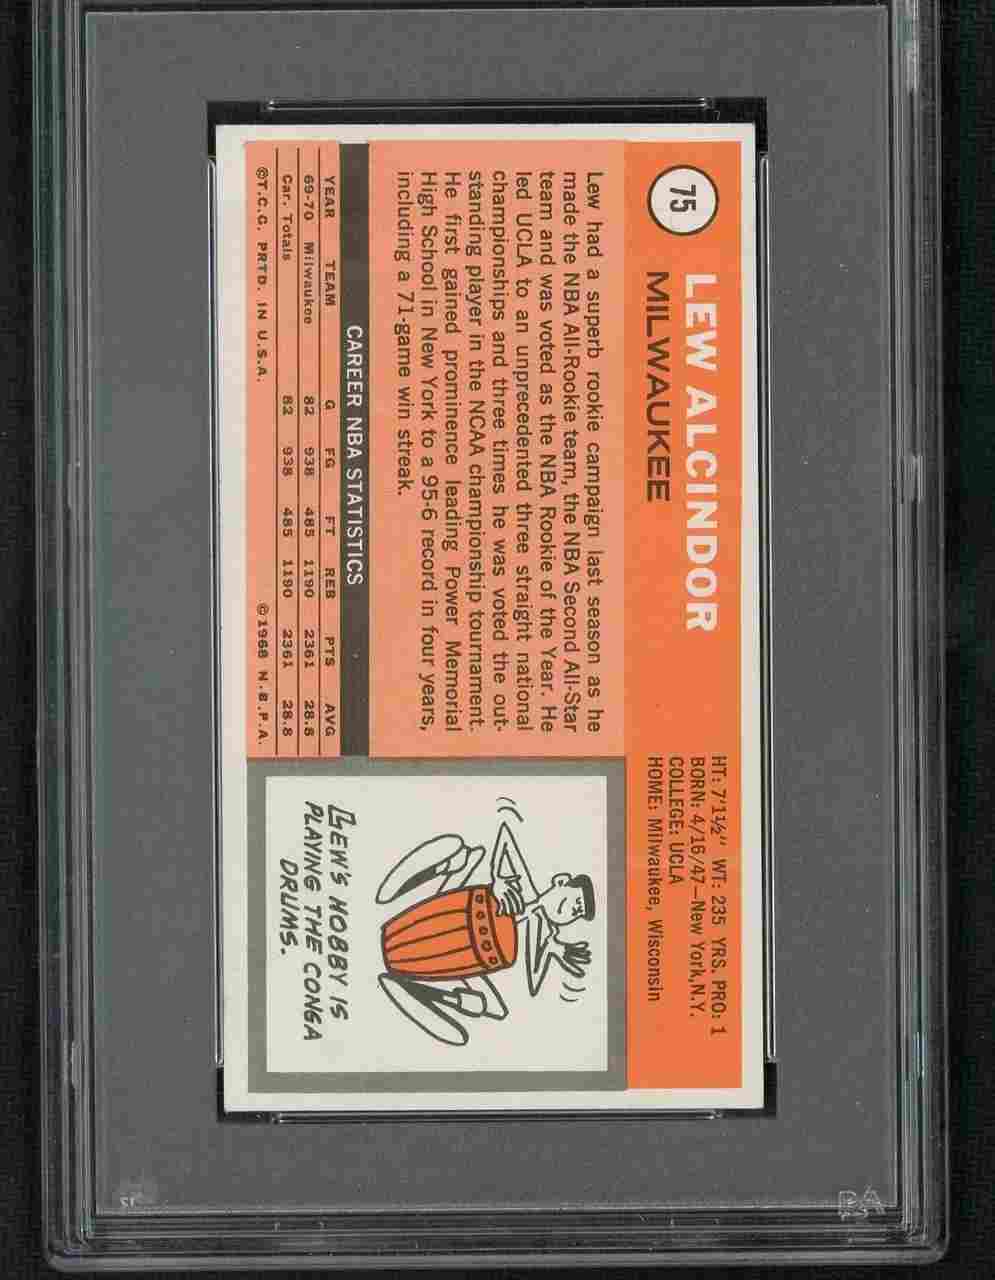 75
LEW ALCINDOR
MILWAUKEE
HT: 7'1½" WT: 235 YRS. PRO: 1
BORN: 4/16/47—New York, N.Y.
COLLEGE: UCLA
HOME: Milwaukee, Wisconsin
Lew had a superb rookie campaign last season as he
made the NBA All-Rookie team, the NBA Second All-Star
team and was voted as the NBA Rookie of the Year. He
led UCLA to an unprecedented three straight national
championships and three times he was voted the out-
standing player in the NCAA championship tournament.
He first gained prominence leading Power Memorial
High School in New York to a 95-6 record in four years,
including a 71-game win streak.
CAREER NBA STATISTICS
YEAR TEAM G FG FT REB PTS AVG
69-70 Milwaukee 82 938 485 1190 2361 28.8
Car. Totals 82 938 485 1190 2361 28.8
©T.C.G. PRTD. IN U.S.A. ©1968 N.B.P.A.
LEW'S HOBBY IS
PLAYING THE CONGA
DRUMS.